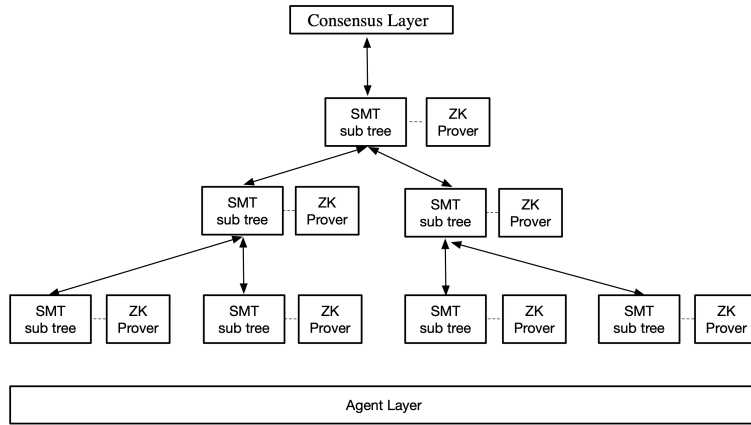 Consensus Layer
SMT
sub tree
ZK
Prover
SMT
sub tree
ZK
Prover
SMT
sub tree
ZK
Prover
SMT
sub tree
ZK
Prover
SMT
sub tree
ZK
Prover
SMT
sub tree
ZK
Prover
SMT
sub tree
ZK
Prover
Agent Layer